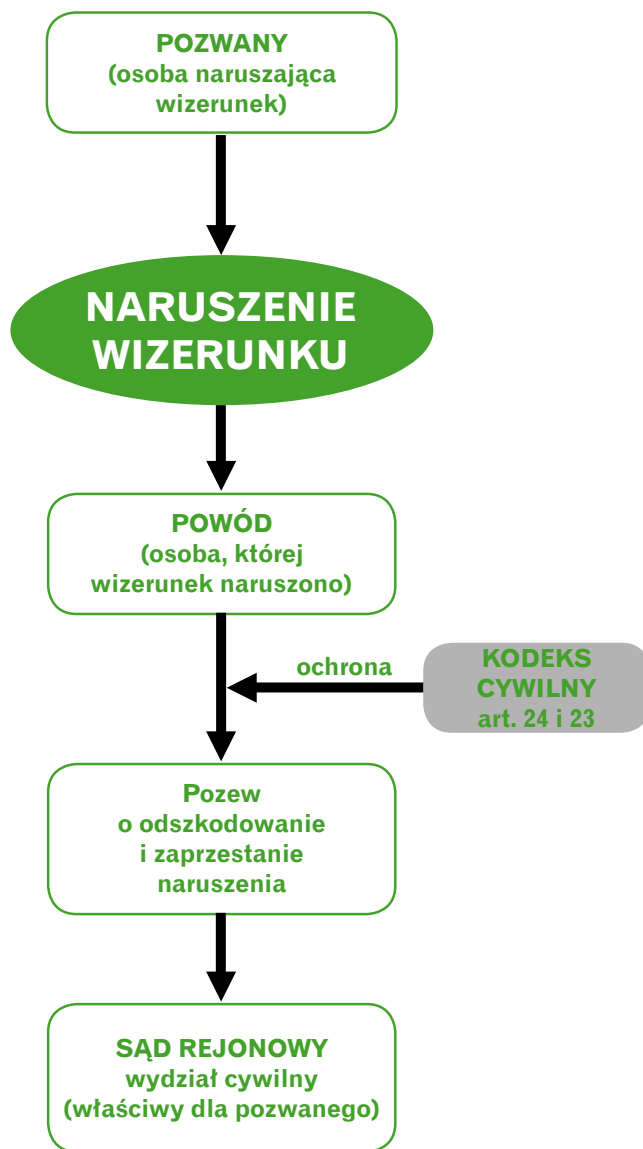 POZWANY
(osoba naruszająca
wizerunek)
NARUSZENIE
WIZERUNKU
POWÓD
(osoba, której
wizerunek naruszono)
ochrona
KODEKS
CYWILNY
art. 24 i 23
Pozew
o odszkodowanie
i zaprzestanie
naruszenia
SĄD REJONOWY
wydział cywilny
(właściwy dla pozwanego)